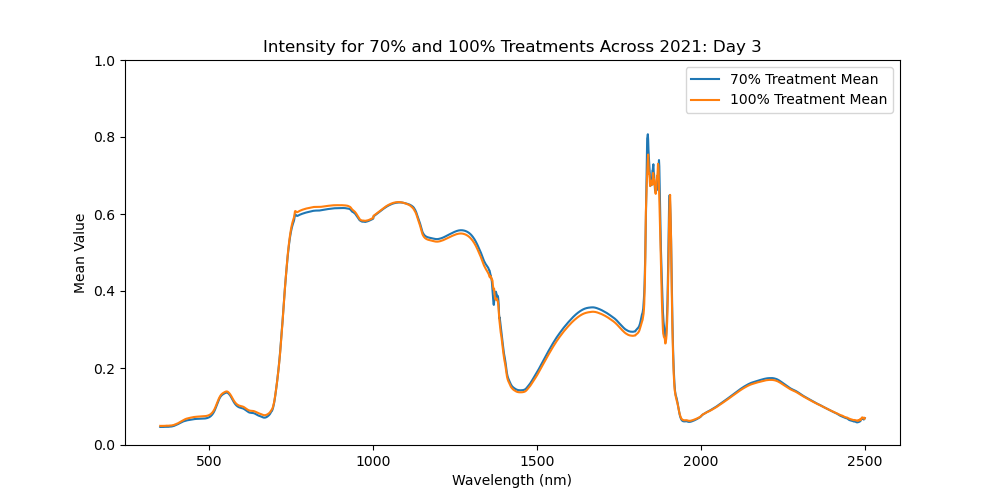 Intensity for 70% and 100% Treatments Across 2021: Day 3
1.0
70% Treatment Mean
100% Treatment Mean
0.8
0.6
Mean Value
0.4
0.2
0.0
500 1000 1500 2000 2500
Wavelength (nm)